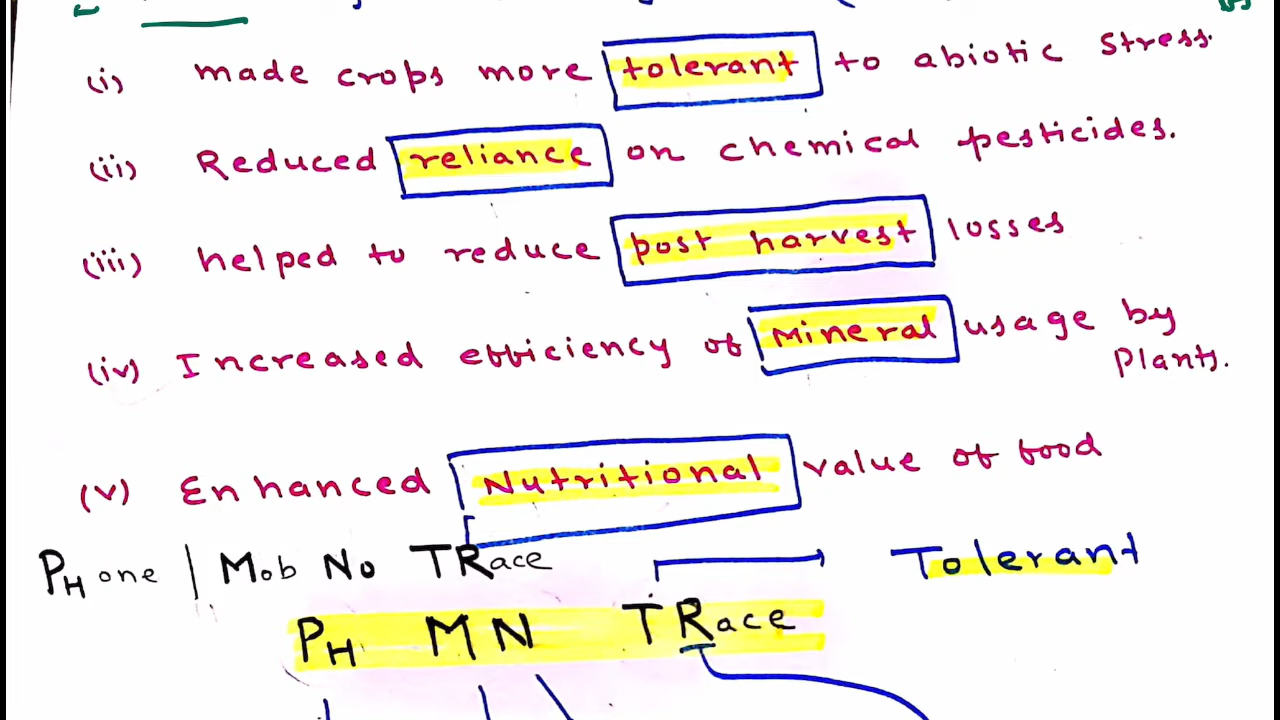 (i) made crops more tolerant to abiotic stress.
(ii) Reduced reliance on chemical pesticides.
(iii) helped to reduce post harvest losses
(iv) Increased efficiency of Mineral usage by
Plants.
(v) Enhanced Nutritional value of food
PHone | Mob No TRace
Tolerant
PH MN TRace